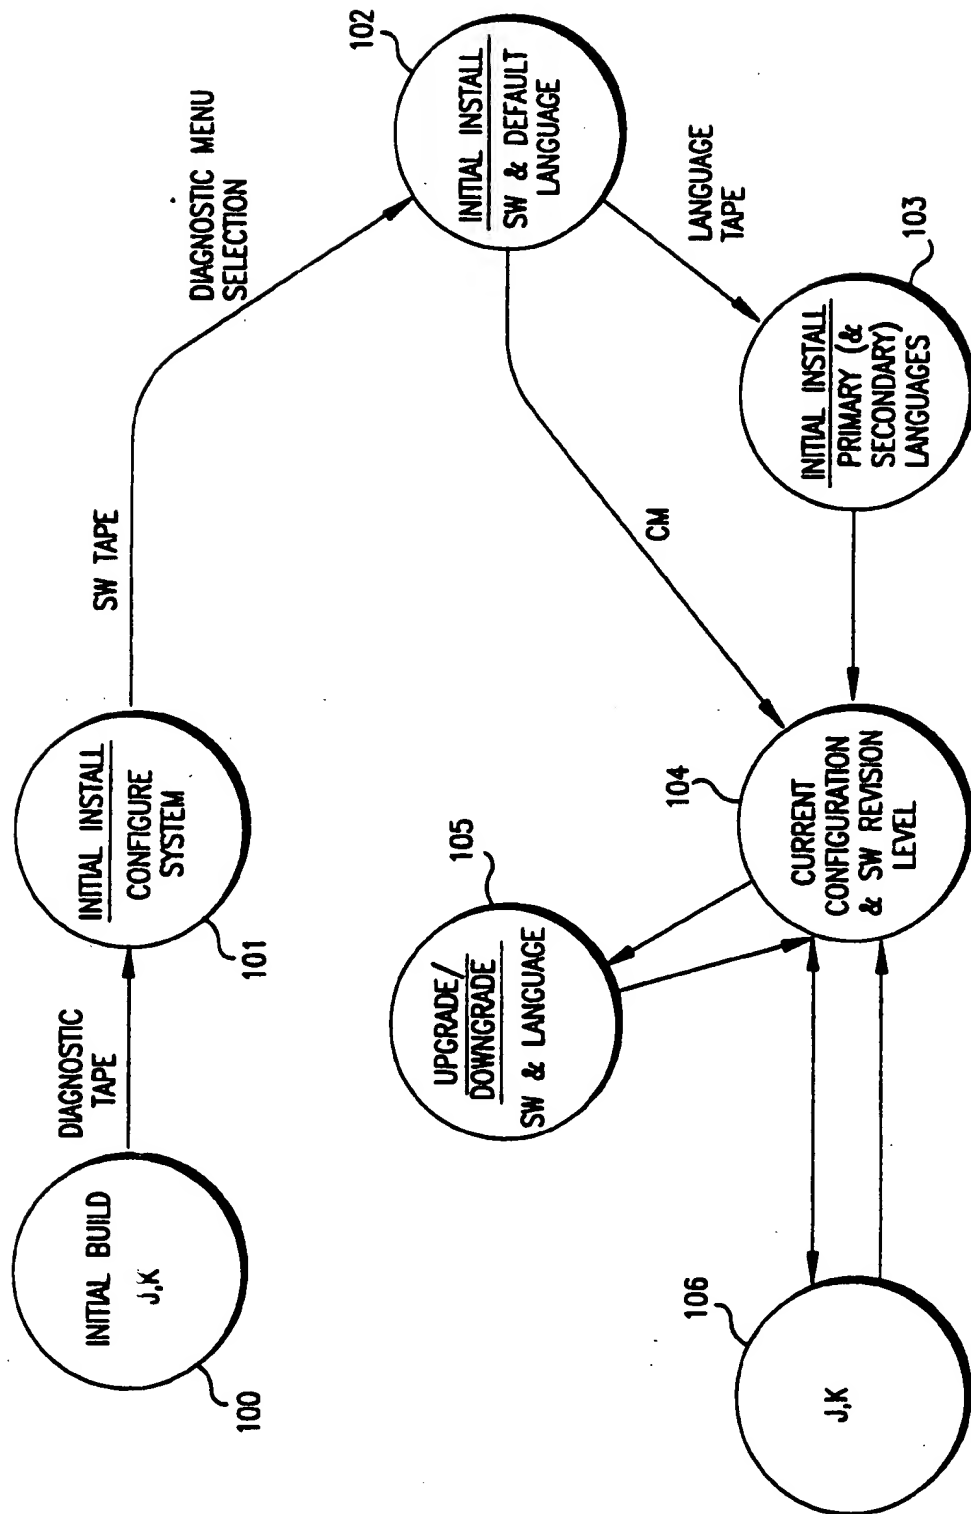 INITIAL BUILD
J,K
100
DIAGNOSTIC
TAPE
INITIAL INSTALL
CONFIGURE
SYSTEM
101
SW TAPE
DIAGNOSTIC MENU
SELECTION
102
INITIAL INSTALL
SW & DEFAULT
LANGUAGE
LANGUAGE
TAPE
103
INITIAL INSTALL
PRIMARY (&
SECONDARY)
LANGUAGES
CM
104
CURRENT
CONFIGURATION
& SW REVISION
LEVEL
105
UPGRADE/
DOWNGRADE
SW & LANGUAGE
106
J,K